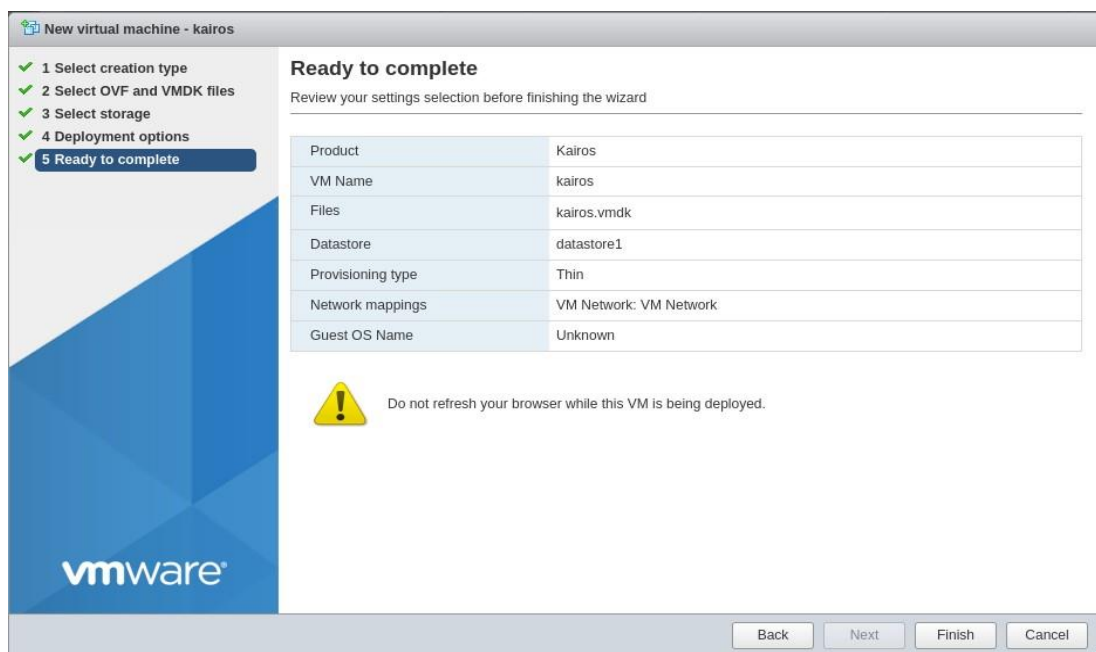 New virtual machine - kairos
1 Select creation type
2 Select OVF and VMDK files
3 Select storage
4 Deployment options
5 Ready to complete
vmware®
Ready to complete
Review your settings selection before finishing the wizard
Product Kairos
VM Name kairos
Files kairos.vmdk
Datastore datastore1
Provisioning type Thin
Network mappings VM Network: VM Network
Guest OS Name Unknown
Do not refresh your browser while this VM is being deployed.
Back Next Finish Cancel